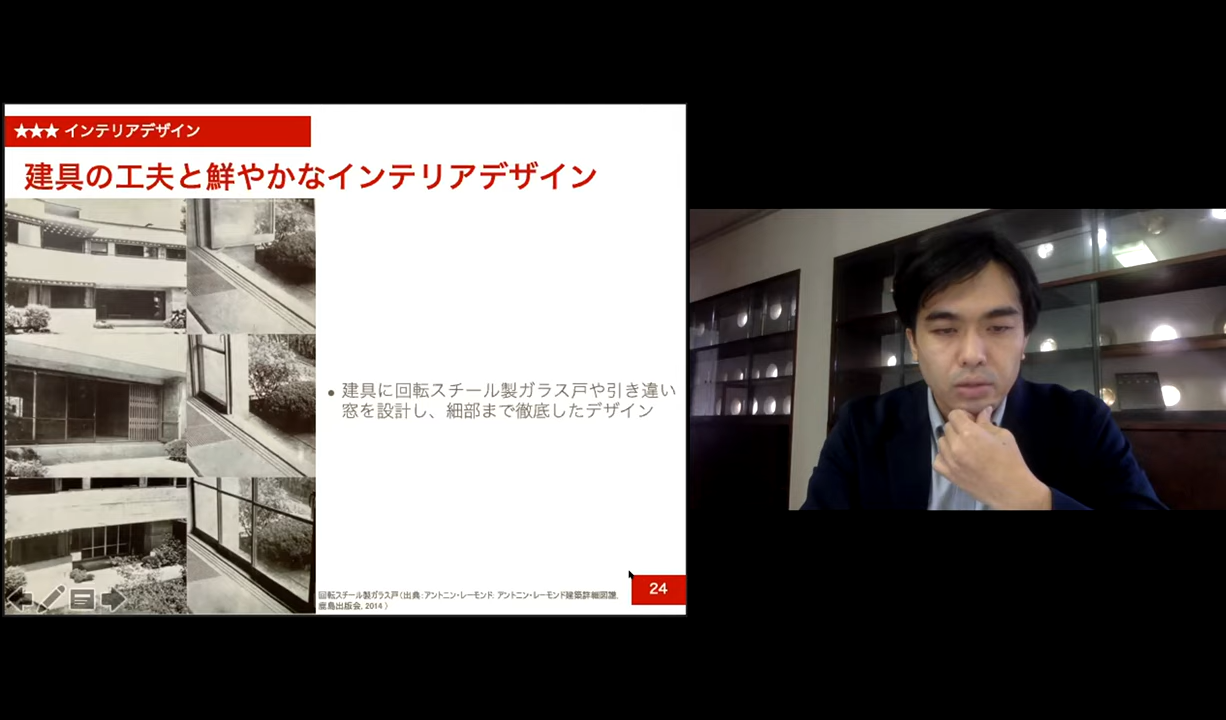 ★★★ インテリアデザイン
建具の工夫と鮮やかなインテリアデザイン
• 建具に回転スチール製ガラス戸や引き違い
窓を設計し、細部まで徹底したデザイン
回転スチール製ガラス戸（出典：アントニン・レーモンド: アントニン・レーモンド建築詳細図譜,
鹿島出版会, 2014 ）
24